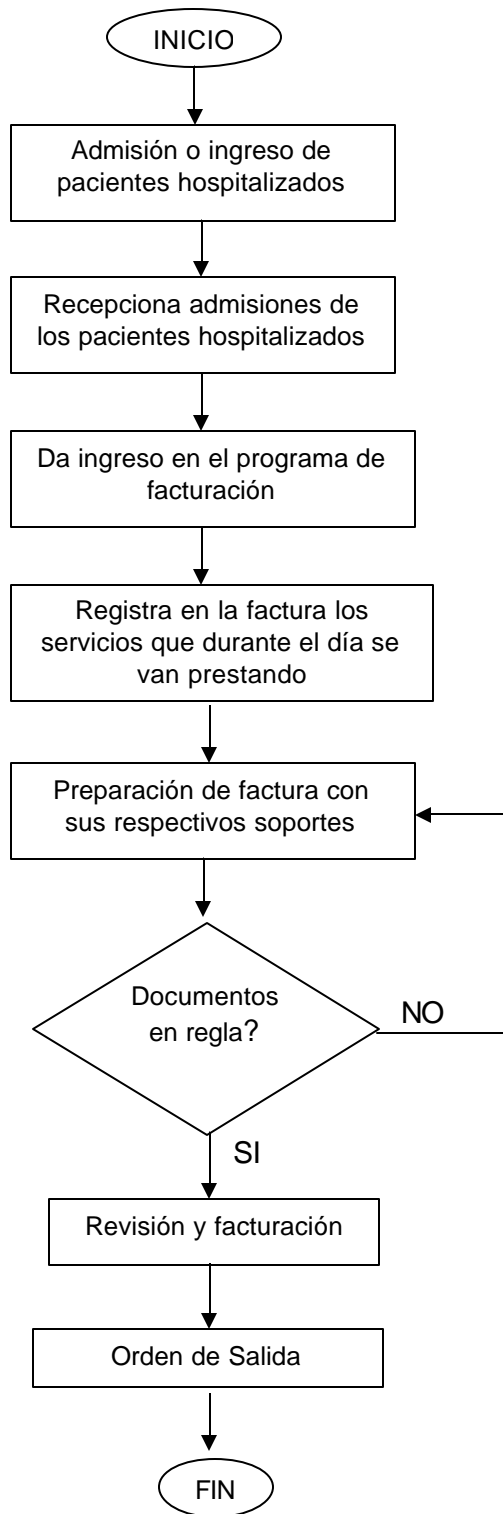 INICIO
Admisión o ingreso de
pacientes hospitalizados
Recepciona admisiones de
los pacientes hospitalizados
Da ingreso en el programa de
facturación
Registra en la factura los
servicios que durante el día se
van prestando
Preparación de factura con
sus respectivos soportes
Documentos
en regla?
NO
SI
Revisión y facturación
Orden de Salida
FIN